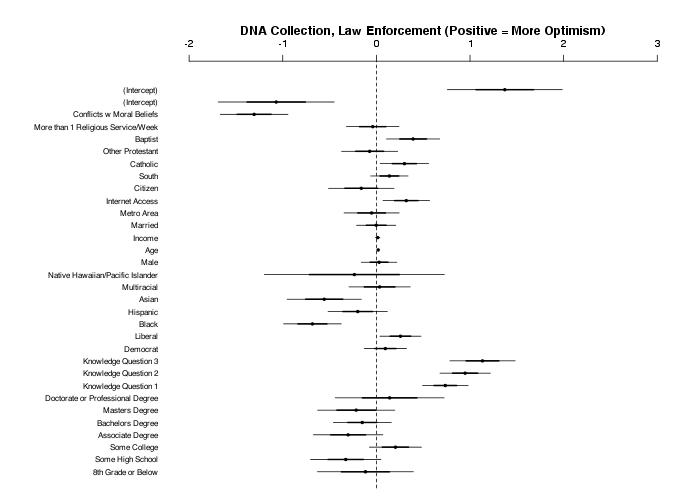 DNA Collection, Law Enforcement (Positive = More Optimism)
-2 -1 0 1 2 3
(Intercept)
(Intercept)
Conflicts w Moral Beliefs
More than 1 Religious Service/Week
Baptist
Other Protestant
Catholic
South
Citizen
Internet Access
Metro Area
Married
Income
Age
Male
Native Hawaiian/Pacific Islander
Multiracial
Asian
Hispanic
Black
Liberal
Democrat
Knowledge Question 3
Knowledge Question 2
Knowledge Question 1
Doctorate or Professional Degree
Masters Degree
Bachelors Degree
Associate Degree
Some College
Some High School
8th Grade or Below